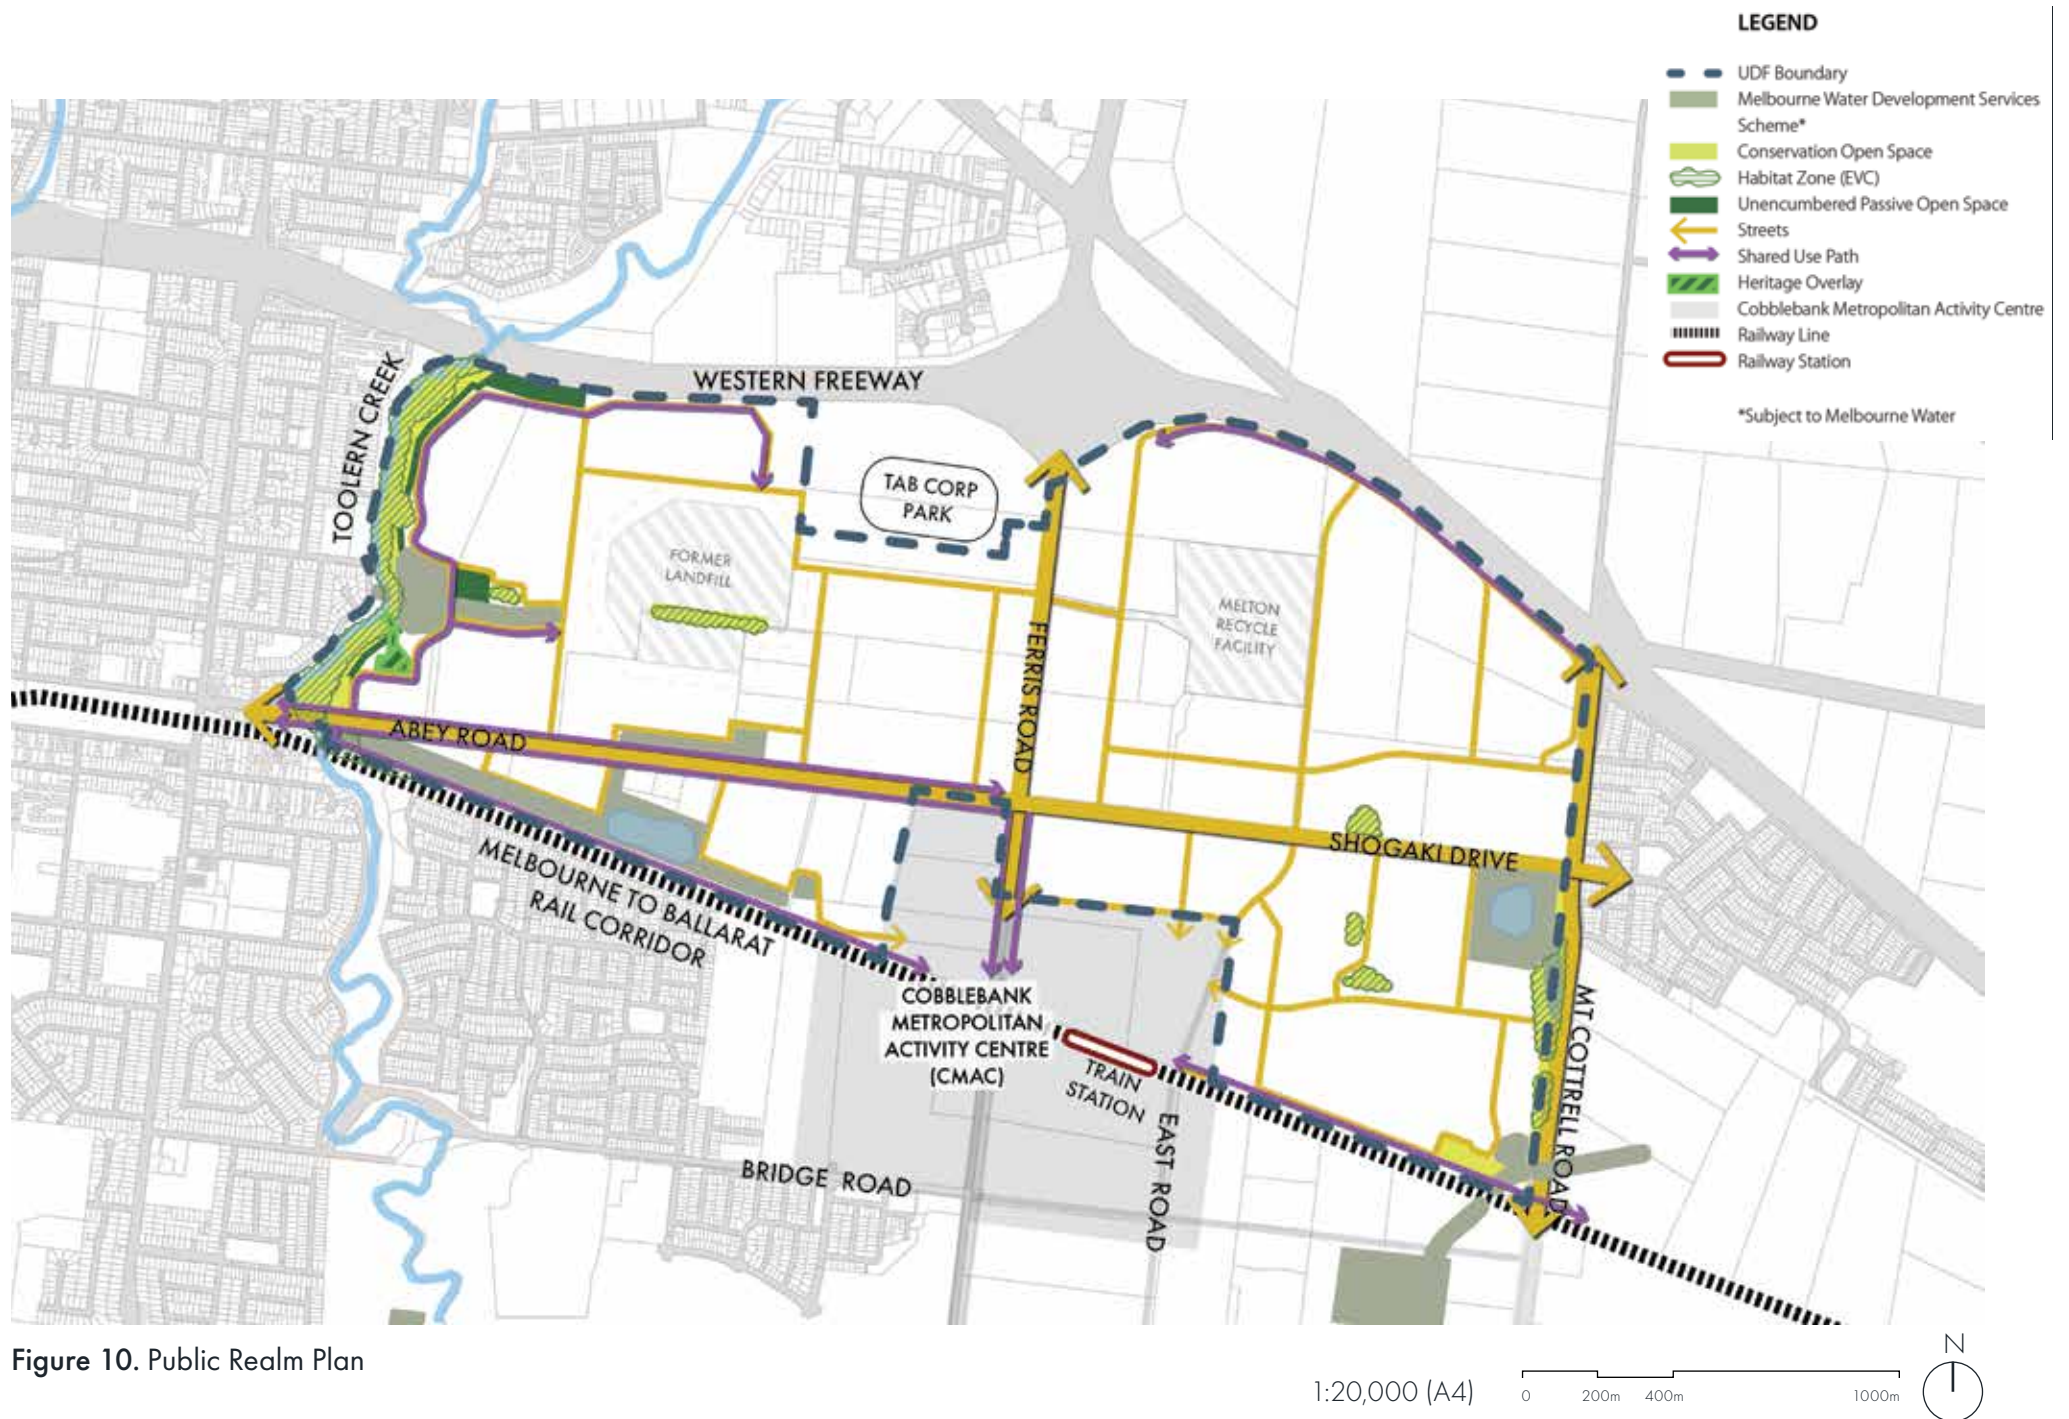 LEGEND
UDF Boundary
Melbourne Water Development Services
Scheme*
Conservation Open Space
Habitat Zone (EVC)
Unencumbered Passive Open Space
Streets
Shared Use Path
Heritage Overlay
Cobblebank Metropolitan Activity Centre
Railway Line
Railway Station
*Subject to Melbourne Water
WESTERN FREEWAY
TOOLERN CREEK
TAB CORP
PARK
FORMER
LANDFILL
MELTON
RECYCLE
FACILITY
FERRIS ROAD
ABEY ROAD
SHOGAKI DRIVE
MELBOURNE TO BALLARAT
RAIL CORRIDOR
COBBLEBANK
METROPOLITAN
ACTIVITY CENTRE
(CMAC)
TRAIN
STATION
MT COTTRELL ROAD
EAST ROAD
BRIDGE ROAD
Figure 10. Public Realm Plan
1:20,000 (A4)
0 200m 400m 1000m
N